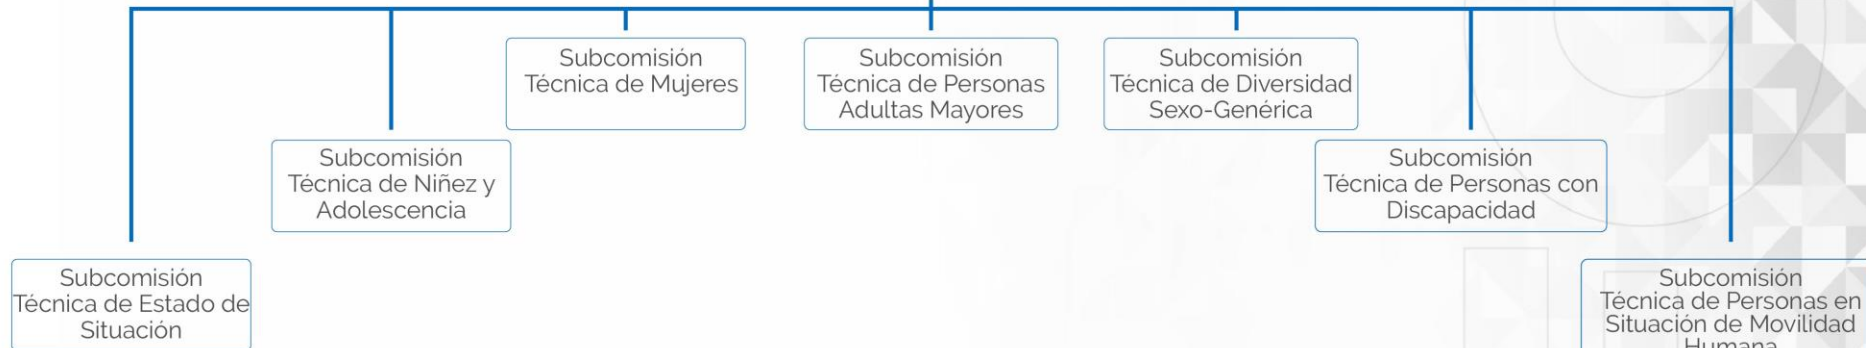 Subcomisión
Técnica de Mujeres
Subcomisión
Técnica de Personas
Adultas Mayores
Subcomisión
Técnica de Diversidad
Sexo-Genérica
Subcomisión
Técnica de Niñez y
Adolescencia
Subcomisión
Técnica de Personas con
Discapacidad
Subcomisión
Técnica de Estado de
Situación
Subcomisión
Técnica de Personas en
Situación de Movilidad
Humana